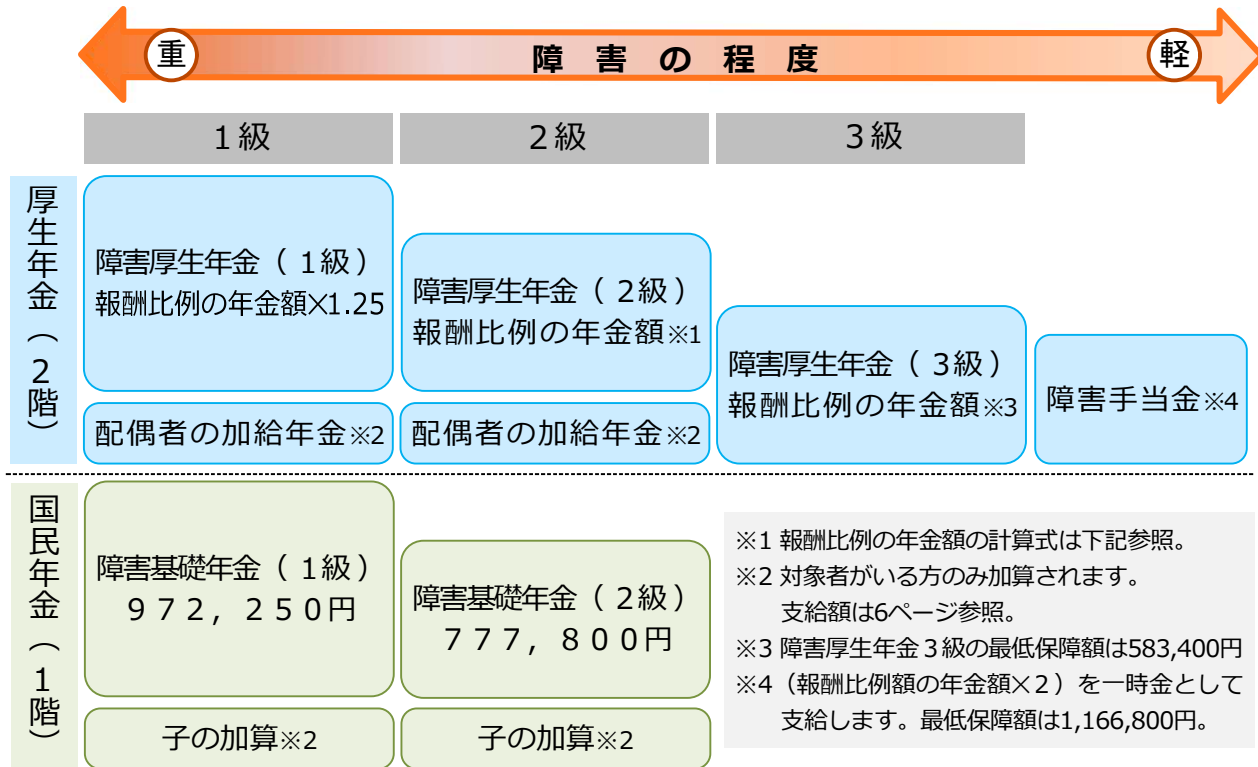 重 障害の程度 軽
１級 ２級 ３級
厚生年金（２階）
障害厚生年金（１級）
報酬比例の年金額×1.25
配偶者の加給年金※2
障害厚生年金（２級）
報酬比例の年金額※1
配偶者の加給年金※2
障害厚生年金（３級）
報酬比例の年金額※3
障害手当金※4
国民年金（１階）
障害基礎年金（１級）
９７２，２５０円
子の加算※2
障害基礎年金（２級）
７７７，８００円
子の加算※2
※1 報酬比例の年金額の計算式は下記参照。
※2 対象者がいる方のみ加算されます。
支給額は6ページ参照。
※3 障害厚生年金３級の最低保障額は583,400円
※4（報酬比例額の年金額×２）を一時金として
支給します。最低保障額は1,166,800円。